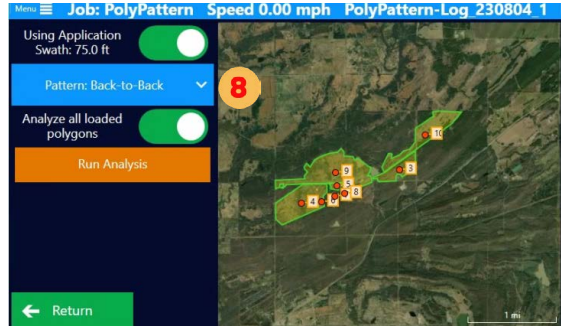 Menu Job: PolyPattern Speed 0.00 mph PolyPattern-Log_230804_1
Using Application
Swath: 75.0 ft
Pattern: Back-to-Back
8
Analyze all loaded
polygons
Run Analysis
Return
10
3
9
5
8
4
6
1 mi